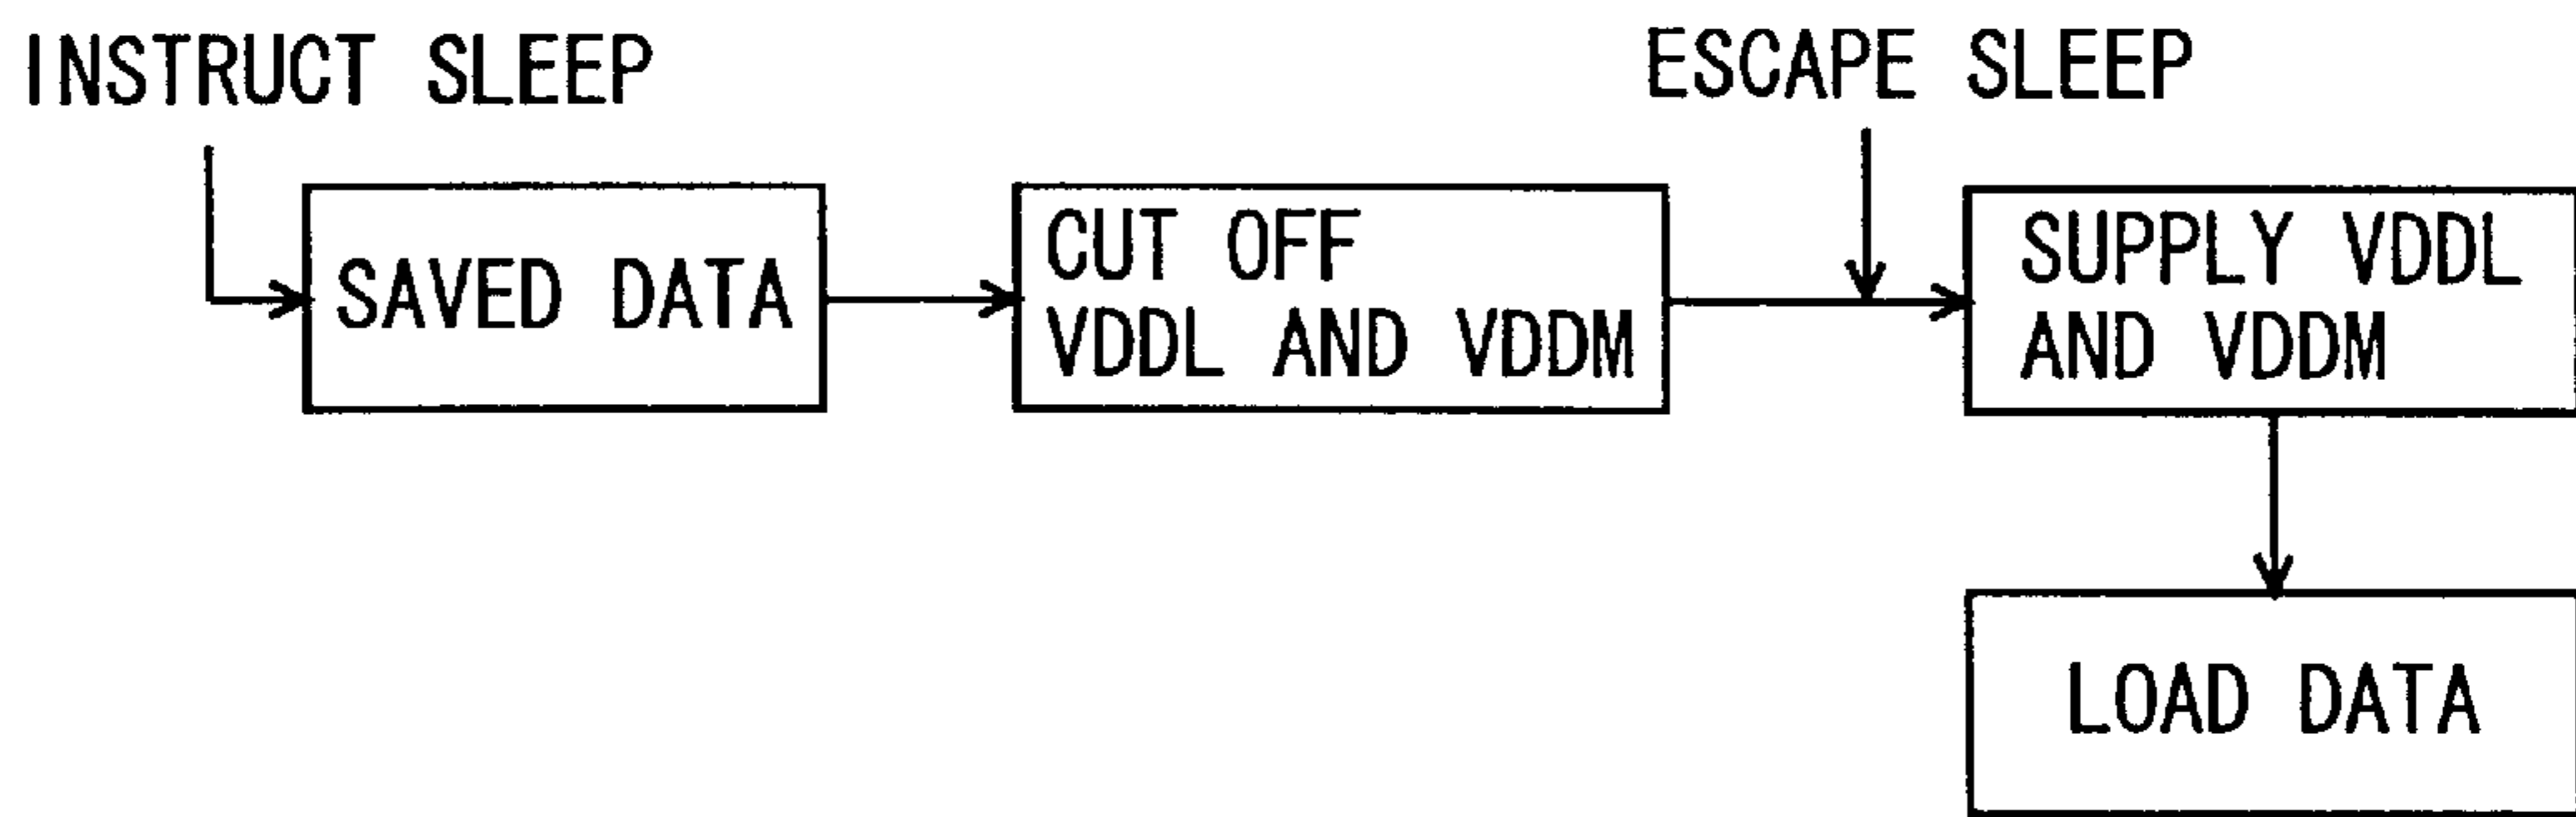 INSTRUCT SLEEP
ESCAPE SLEEP
SAVED DATA
CUT OFF
VDDL AND VDDM
SUPPLY VDDL
AND VDDM
LOAD DATA